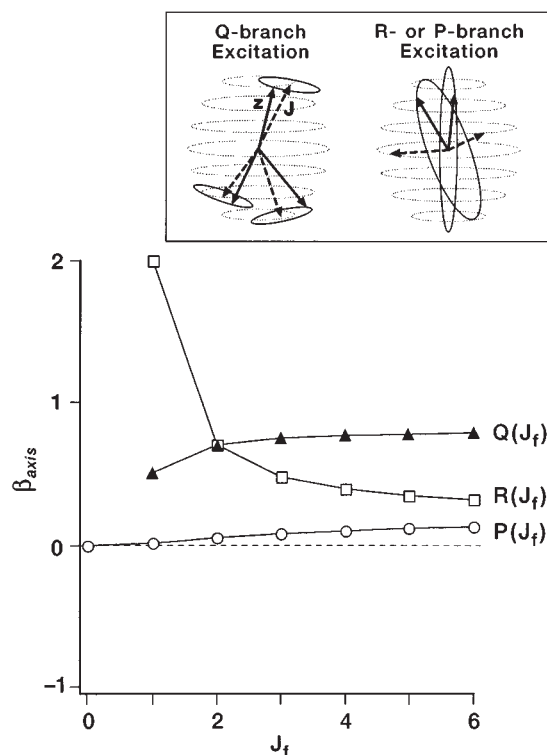 Q-branch Excitation
R- or P-branch Excitation
z J
2
1
0
−1
β_axis
Q(J_f)
R(J_f)
P(J_f)
0 2 4 6
J_f